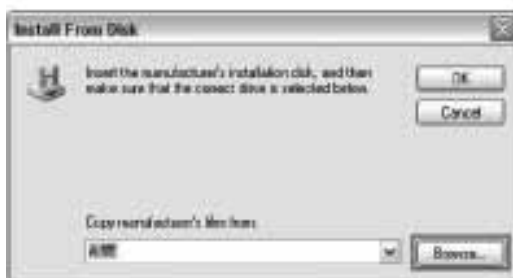 Install From Disk
Insert the manufacturer's installation disk, and then
make sure that the correct drive is selected below.
OK
Cancel
Copy manufacturer's files from:
Browse...